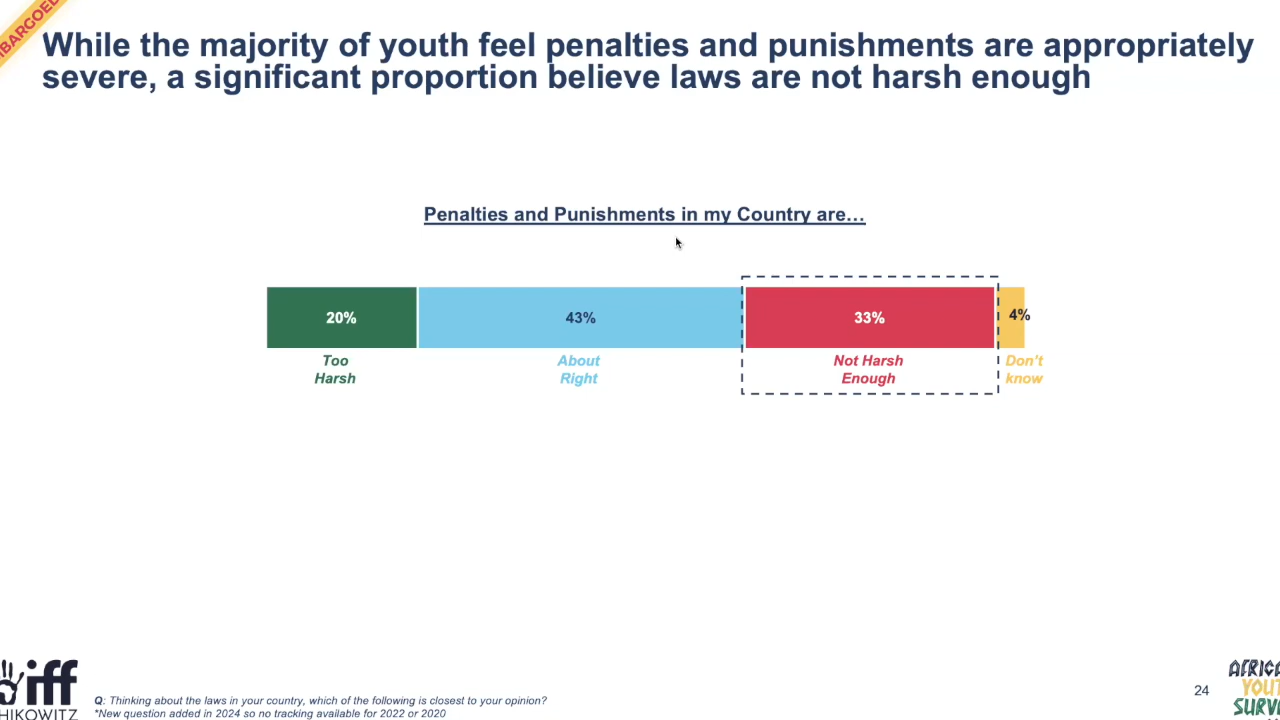 While the majority of youth feel penalties and punishments are appropriately
severe, a significant proportion believe laws are not harsh enough
Penalties and Punishments in my Country are…
20%
43%
33%
4%
Too
Harsh
About
Right
Not Harsh
Enough
Don't
know
iff
Q: Thinking about the laws in your country, which of the following is closest to your opinion?
*New question added in 2024 so no tracking available for 2022 or 2020
24